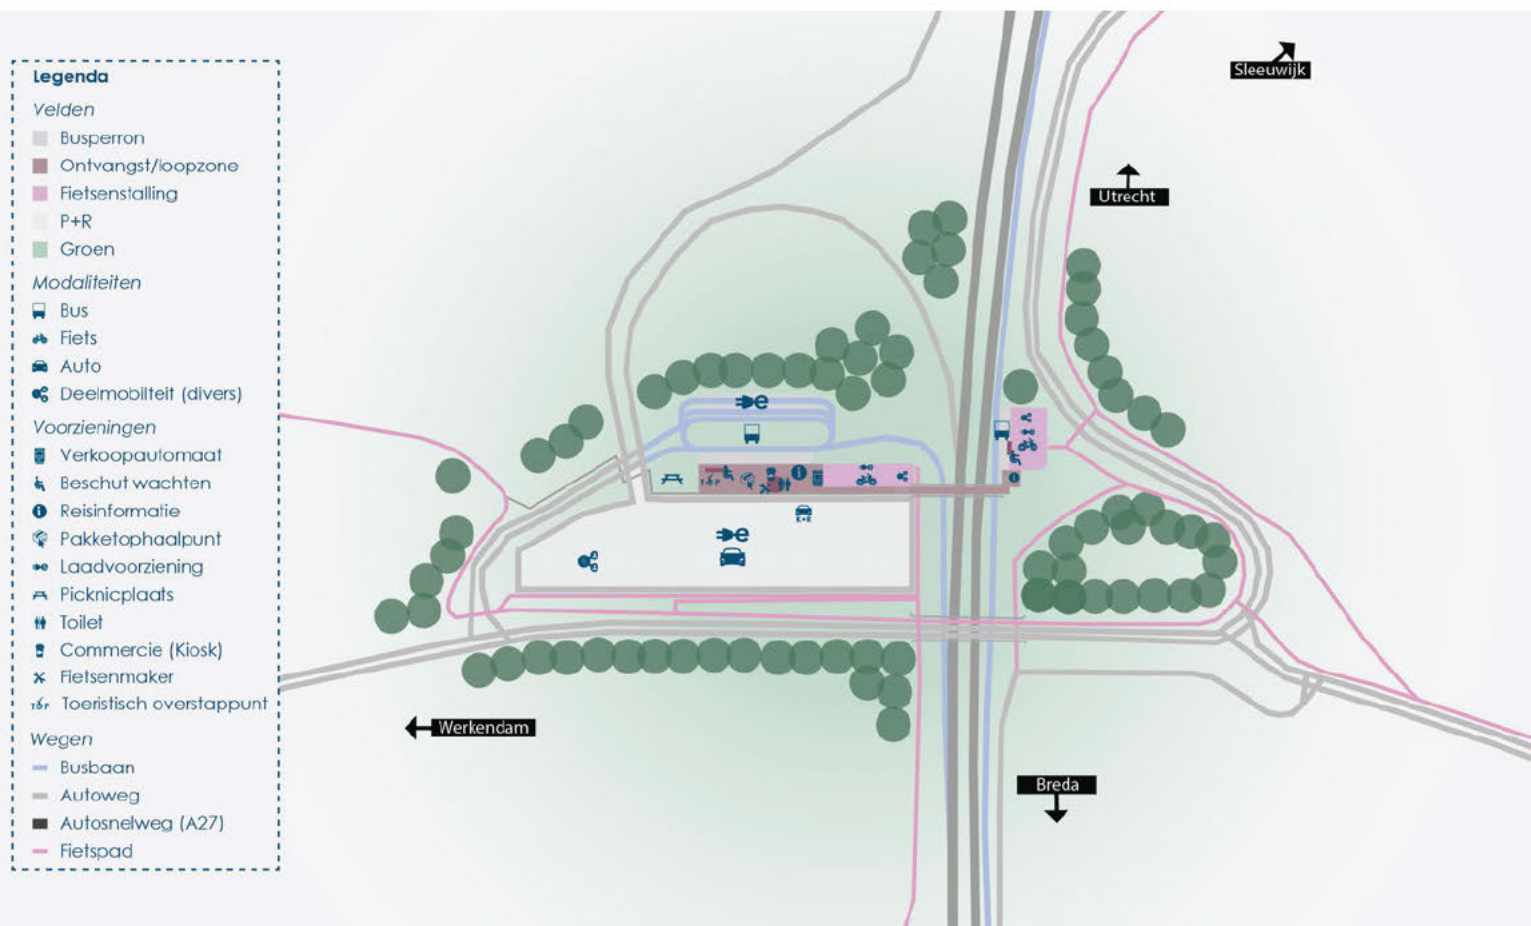 Legenda
Velden
Busperron
Ontvangst/loopzone
Fietsenstalling
P+R
Groen
Modaliteiten
Bus
Fiets
Auto
Deelmobilteit (divers)
Voorzieningen
Verkoopautomaat
Beschut wachten
Reisinformatie
Pakketophaalpunt
Laadvoorziening
Picknicplaats
Toilet
Commercie (Kiosk)
Fietsenmaker
Toeristisch overstappunt
Wegen
Busbaan
Autoweg
Autosnelweg (A27)
Fietspad
Sleeuwijk
Utrecht
e
K+R
e
Werkendam
Breda